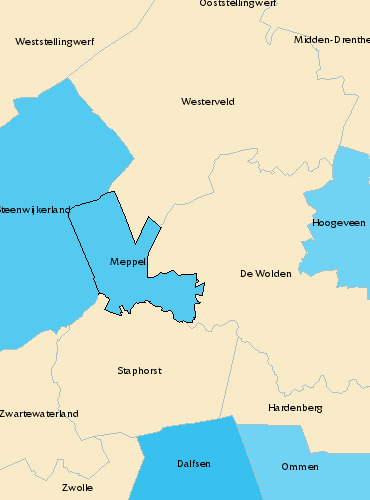 Ooststellingwerf
Weststellingwerf
Midden-Drenthe
Westerveld
Steenwijkerland
Hoogeveen
Meppel
De Wolden
Staphorst
Hardenberg
Zwartewaterland
Dalfsen
Ommen
Zwolle